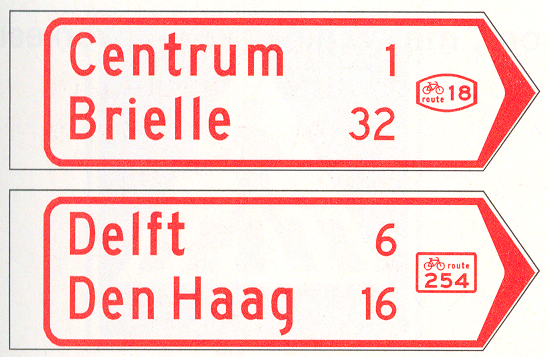 Centrum 1
Brielle 32
route 18
Delft 6
Den Haag 16
route
254